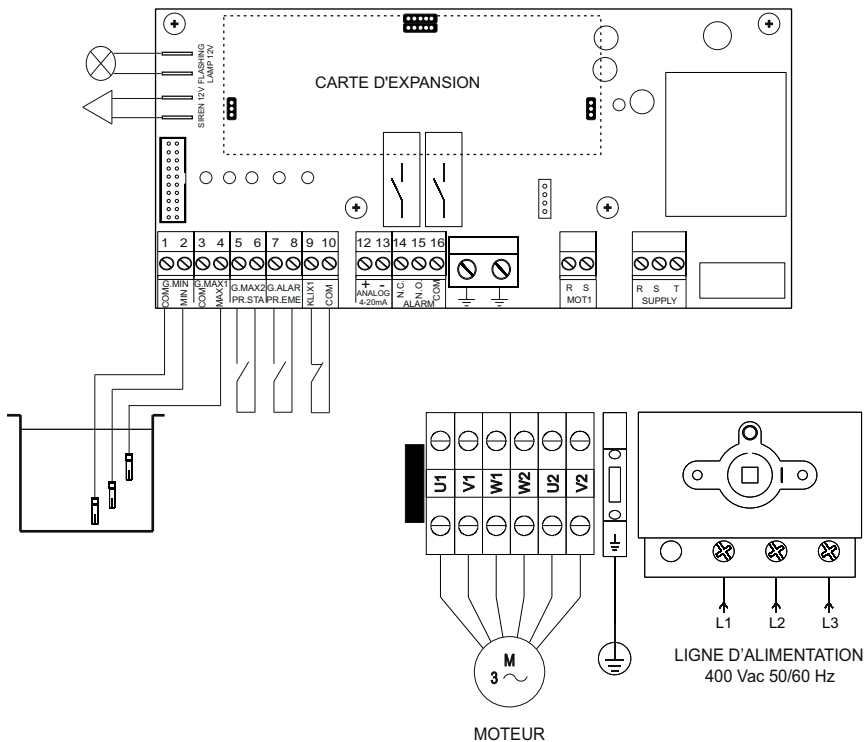 FLASHING
LAMP 12V
SIREN 12V
CARTE D'EXPANSION
1 2 3 4 5 6 7 8 9 10
12 13 14 15 16
G.MIN
COM
MIN
G.MAX1
COM
MAX1
G.MAX2
PR.STA
G.ALAR
PR.EME
KLIX1
COM
+ -
ANALOG
4-20mA
N.C.
N.O.
COM
ALARM
R S
MOT1
R S T
SUPPLY
U1 V1 W1 W2 U2 V2
M
3
MOTEUR
I
L1 L2 L3
LIGNE D'ALIMENTATION
400 Vac 50/60 Hz